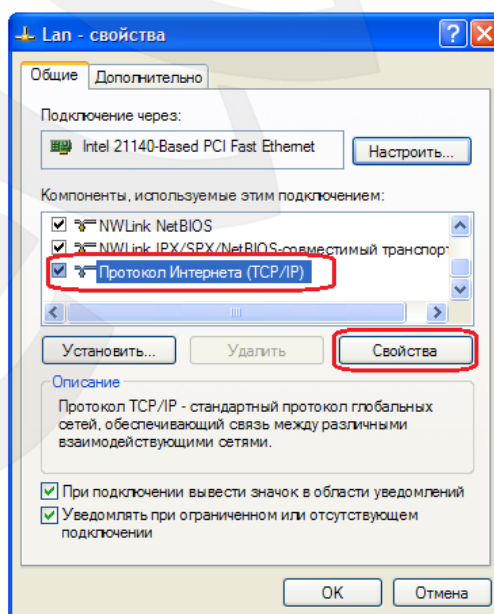 Lan - свойства
Общие Дополнительно
Подключение через:
Intel 21140-Based PCI Fast Ethernet
Настроить...
Компоненты, используемые этим подключением:
NWLink NetBIOS
NWLink IPX/SPX/NetBIOS-совместимый транспорт
Протокол Интернета (TCP/IP)
Установить... Удалить Свойства
Описание
Протокол TCP/IP - стандартный протокол глобальных
сетей, обеспечивающий связь между различными
взаимодействующими сетями.
При подключении вывести значок в области уведомлений
Уведомлять при ограниченном или отсутствующем
подключении
OK Отмена